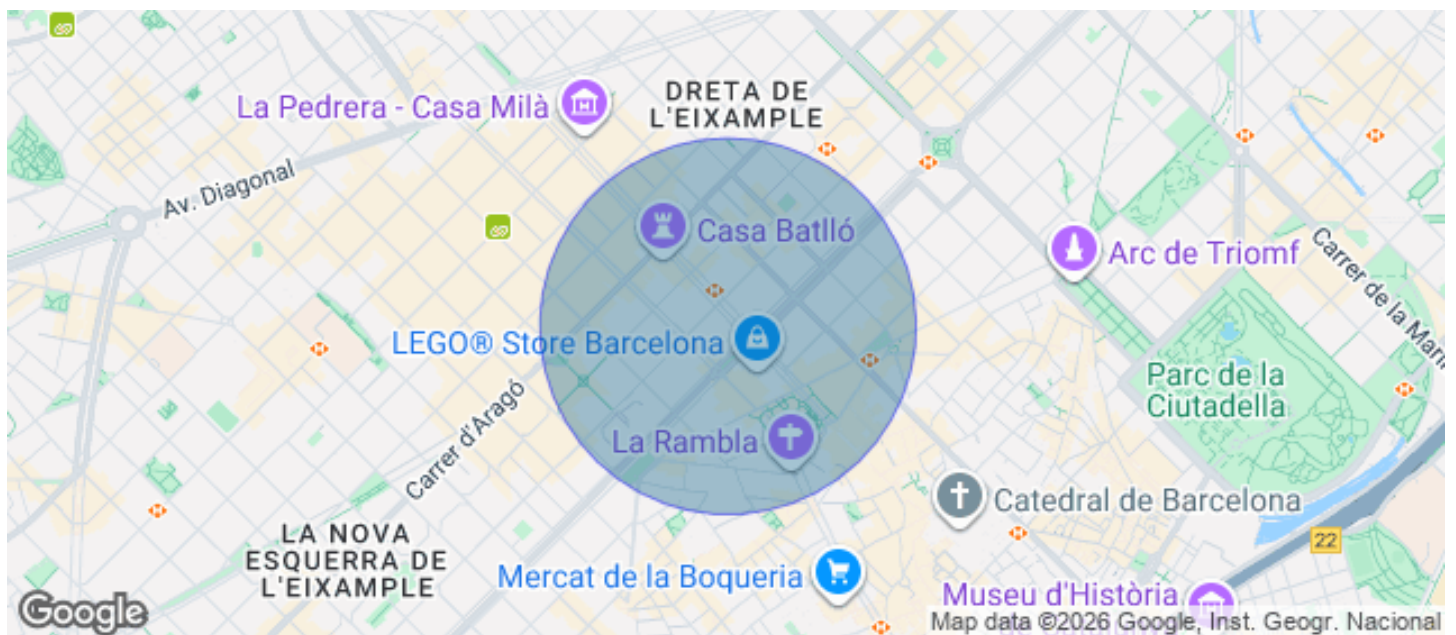 DRETA DE
L'EIXAMPLE
La Pedrera - Casa Milà
Av. Diagonal
Casa Batlló
Arc de Triomf
Carrer de la Marin
LEGO® Store Barcelona
Parc de la
Ciutadella
Carrer d'Aragó
La Rambla
Catedral de Barcelona
LA NOVA
ESQUERRA DE
L'EIXAMPLE
22
Mercat de la Boqueria
Museu d'Història
Google
Map data ©2026 Google, Inst. Geogr. Nacional